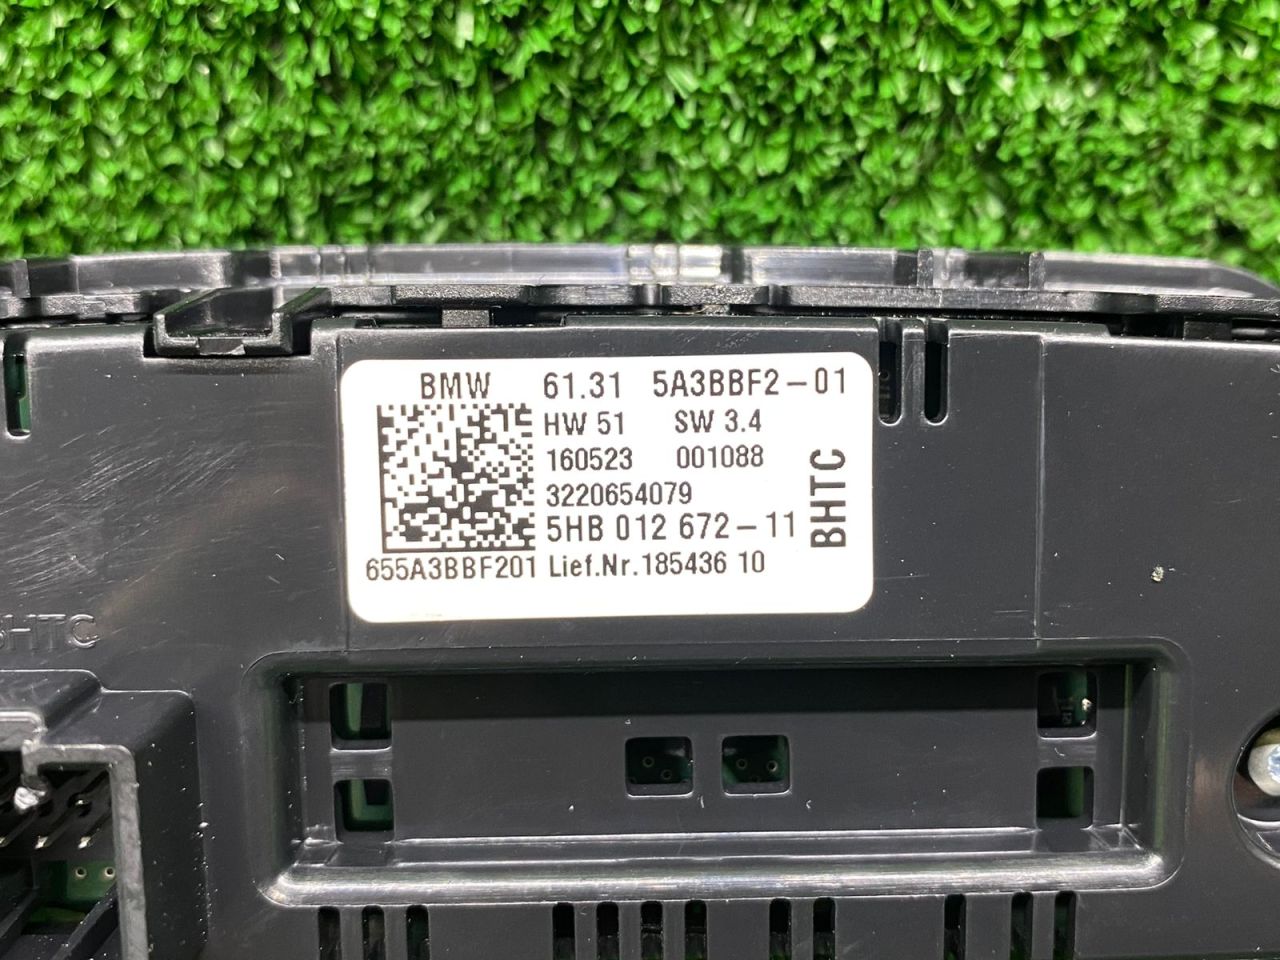 BMW 61.31 5A3BBF2-01
HW 51 SW 3.4
160523 001088
3220654079
5HB 012 672-11
655A3BBF201 Lief.Nr.185436 10
BHTC
BHTC